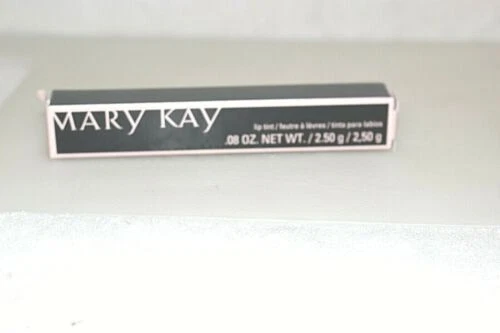 MARY KAY
lip tint / feutre à lèvres / tinta para labios
.08 OZ. NET WT. / 2.50 g / 2,50 g